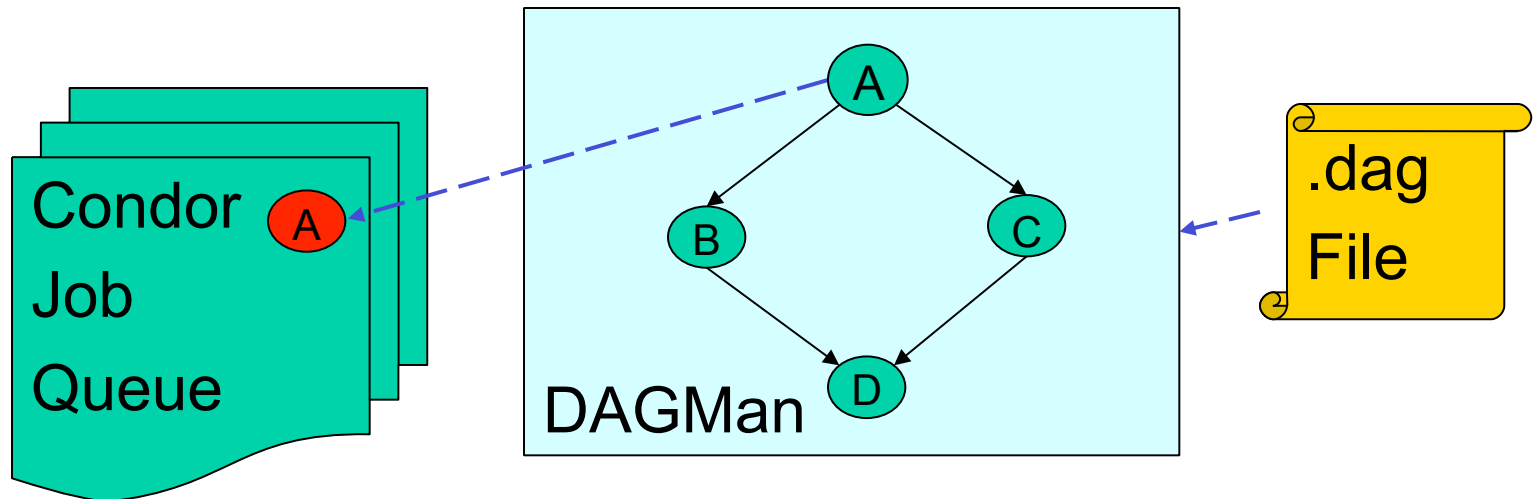 Condor
A
Job
Queue
A
B
C
D
DAGMan
.dag
File